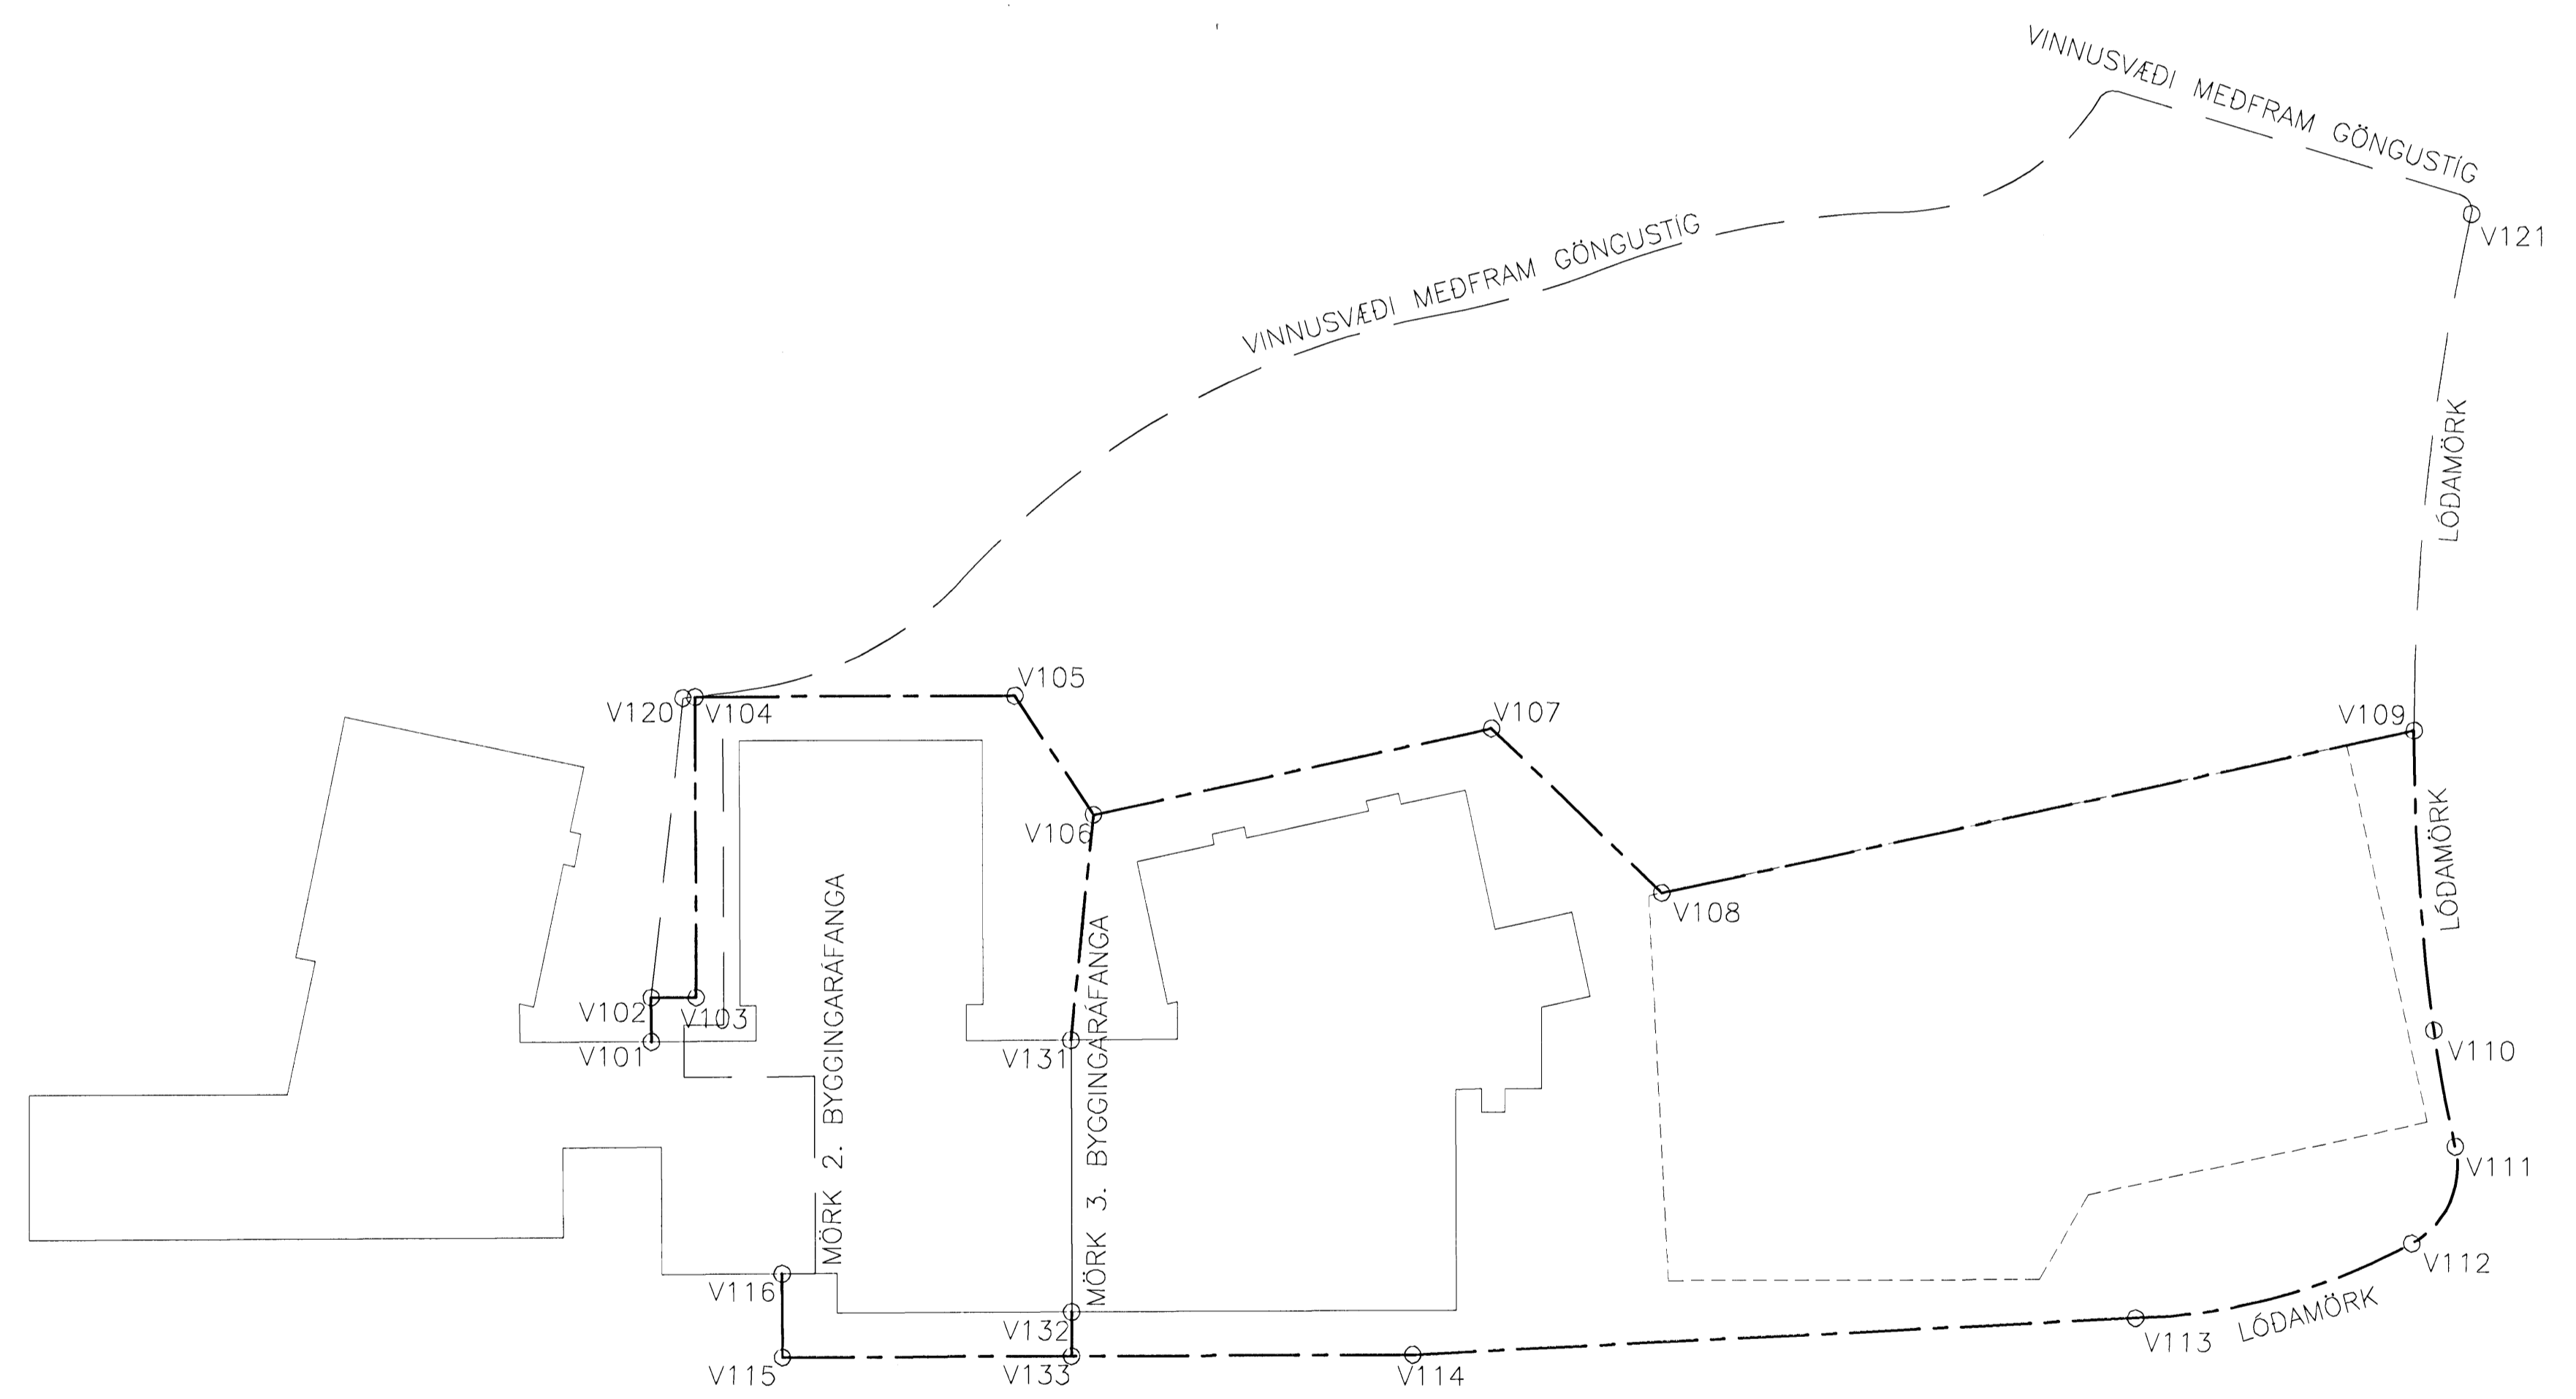 VINNUSVÆÐI MEÐFRAM GÖNGUSTÍG
V121
VINNUSVÆÐI MEÐFRAM GÖNGUSTÍG
LÓÐAMÖRK
V105
V120
V104
V107
V109
V106
LÓÐAMÖRK
V108
MÖRK 2. BYGGINGARÁFANGA
MÖRK 3. BYGGINGARÁFANGA
V102
V103
V101
V131
V110
V111
V112
V116
V132
V113
LÓÐAMÖRK
V115
V133
V114